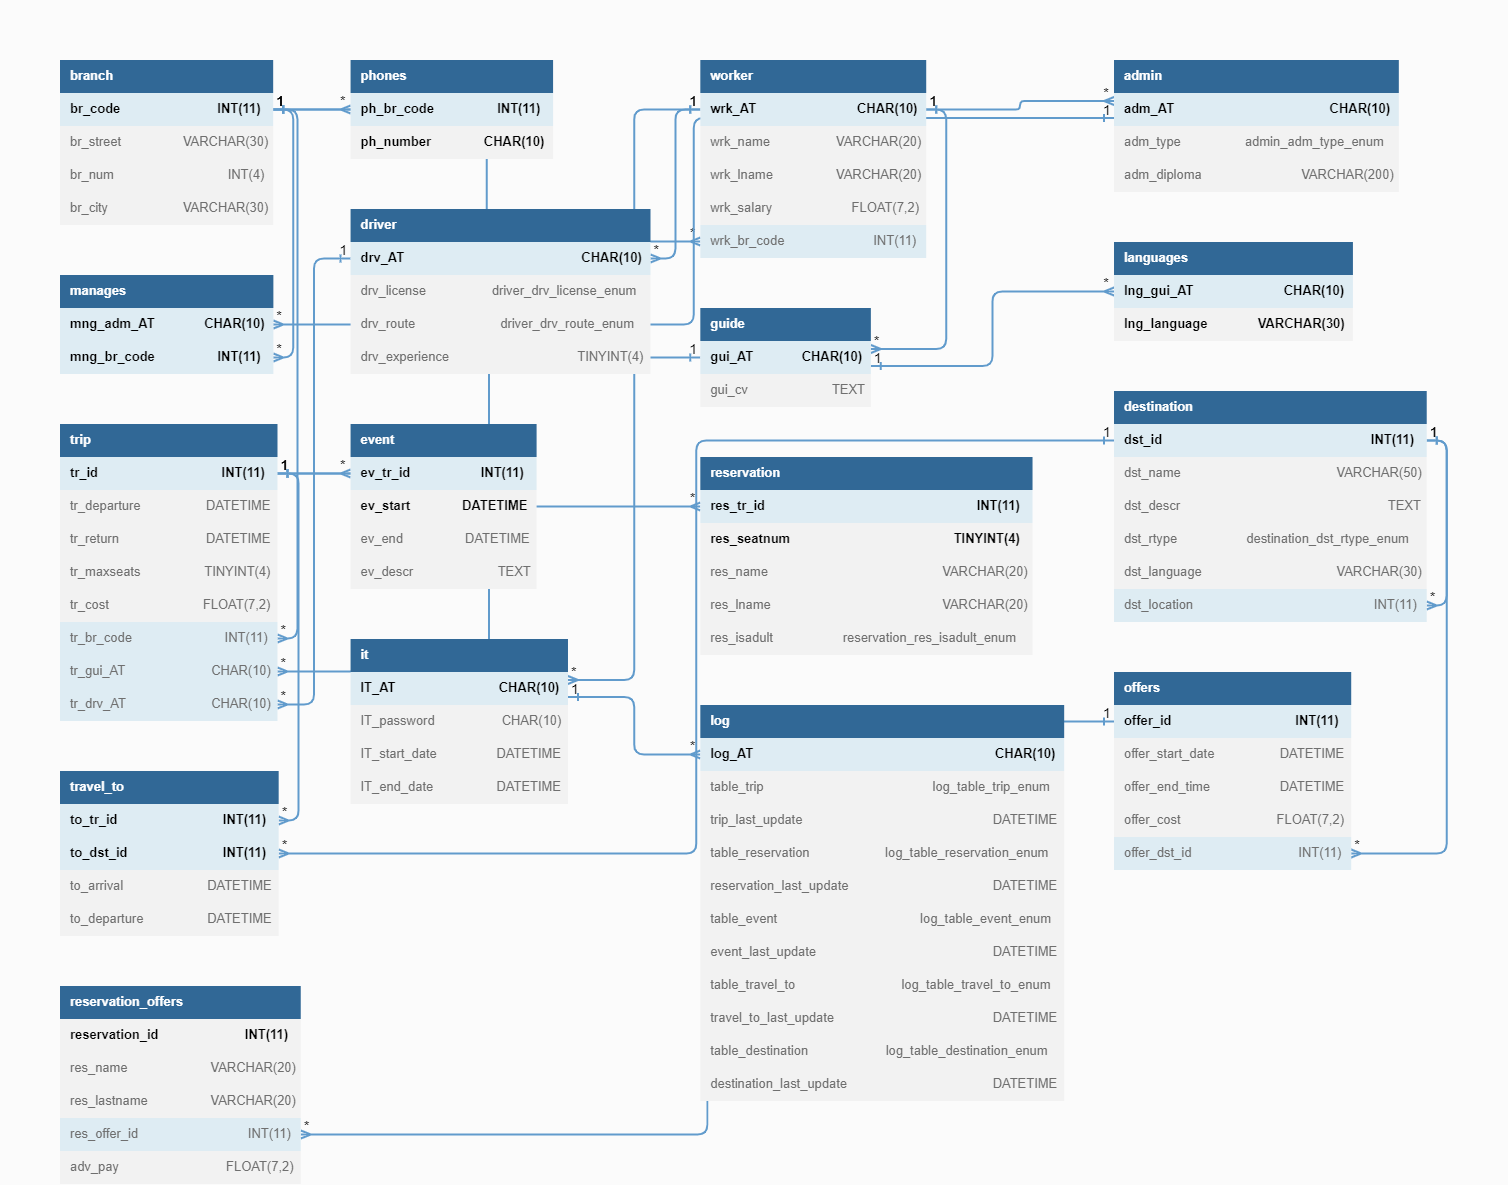 branch
br_code INT(11)
br_street VARCHAR(30)
br_num INT(4)
br_city VARCHAR(30)
1
*
phones
ph_br_code INT(11)
ph_number CHAR(10)
worker
1 wrk_AT CHAR(10) 1
wrk_name VARCHAR(20)
wrk_lname VARCHAR(20)
wrk_salary FLOAT(7,2)
* wrk_br_code INT(11)
admin
* adm_AT CHAR(10)
1
adm_type admin_adm_type_enum
adm_diploma VARCHAR(200)
driver
1 drv_AT CHAR(10) *
drv_license driver_drv_license_enum
drv_route driver_drv_route_enum
drv_experience TINYINT(4)
languages
* lng_gui_AT CHAR(10)
lng_language VARCHAR(30)
manages
mng_adm_AT CHAR(10) *
mng_br_code INT(11) *
guide
1 gui_AT CHAR(10) *
1
gui_cv TEXT
destination
1 dst_id INT(11) 1
dst_name VARCHAR(50)
dst_descr TEXT
dst_rtype destination_dst_rtype_enum
dst_language VARCHAR(30)
dst_location INT(11) *
trip
tr_id INT(11) 1
tr_departure DATETIME
tr_return DATETIME
tr_maxseats TINYINT(4)
tr_cost FLOAT(7,2)
tr_br_code INT(11) *
tr_gui_AT CHAR(10) *
tr_drv_AT CHAR(10) *
event
* ev_tr_id INT(11)
ev_start DATETIME
ev_end DATETIME
ev_descr TEXT
reservation
* res_tr_id INT(11)
res_seatnum TINYINT(4)
res_name VARCHAR(20)
res_lname VARCHAR(20)
res_isadult reservation_res_isadult_enum
it
IT_AT CHAR(10) *
1
IT_password CHAR(10)
IT_start_date DATETIME
IT_end_date DATETIME
offers
1 offer_id INT(11)
offer_start_date DATETIME
offer_end_time DATETIME
offer_cost FLOAT(7,2)
offer_dst_id INT(11) *
log
* log_AT CHAR(10)
table_trip log_table_trip_enum
trip_last_update DATETIME
table_reservation log_table_reservation_enum
reservation_last_update DATETIME
table_event log_table_event_enum
event_last_update DATETIME
table_travel_to log_table_travel_to_enum
travel_to_last_update DATETIME
table_destination log_table_destination_enum
destination_last_update DATETIME
travel_to
to_tr_id INT(11) *
to_dst_id INT(11) *
to_arrival DATETIME
to_departure DATETIME
reservation_offers
reservation_id INT(11)
res_name VARCHAR(20)
res_lastname VARCHAR(20)
res_offer_id INT(11) *
adv_pay FLOAT(7,2)